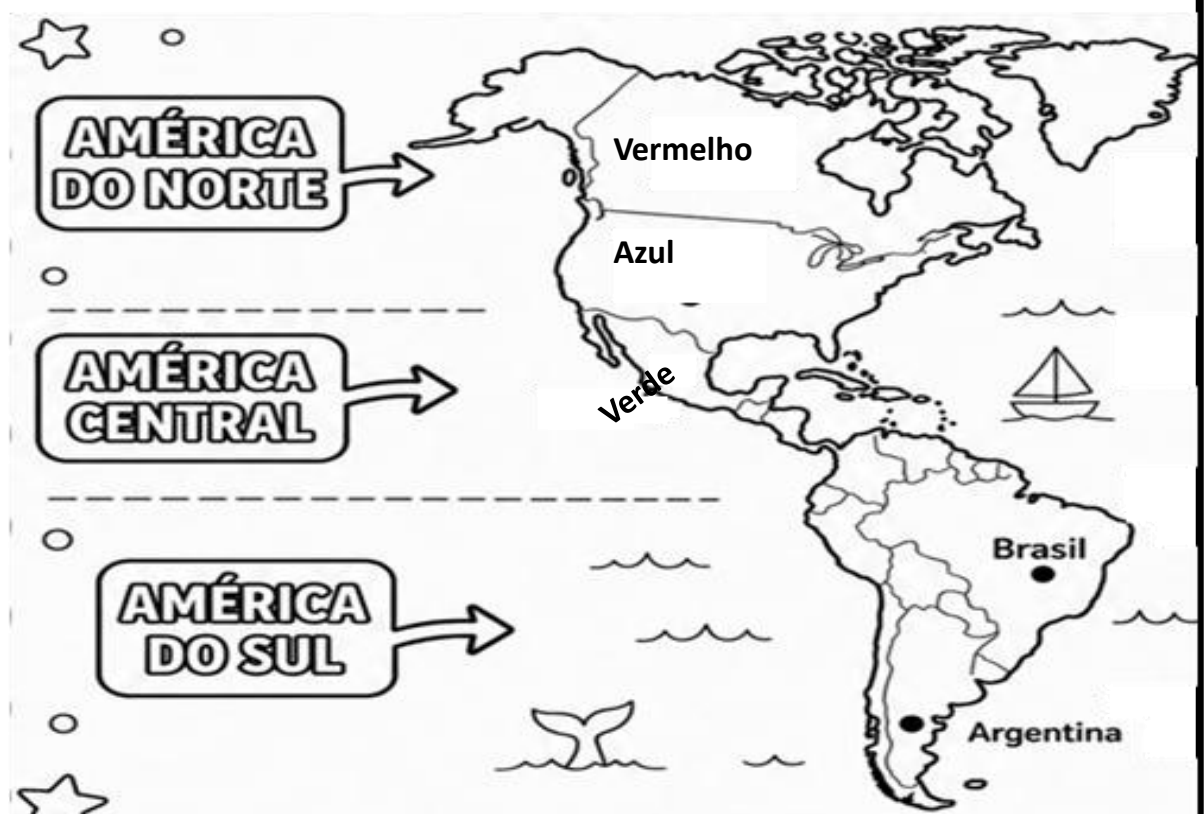 AMÉRICA
DO NORTE
Vermelho
Azul
AMÉRICA
CENTRAL
Verde
Brasil
AMÉRICA
DO SUL
Argentina